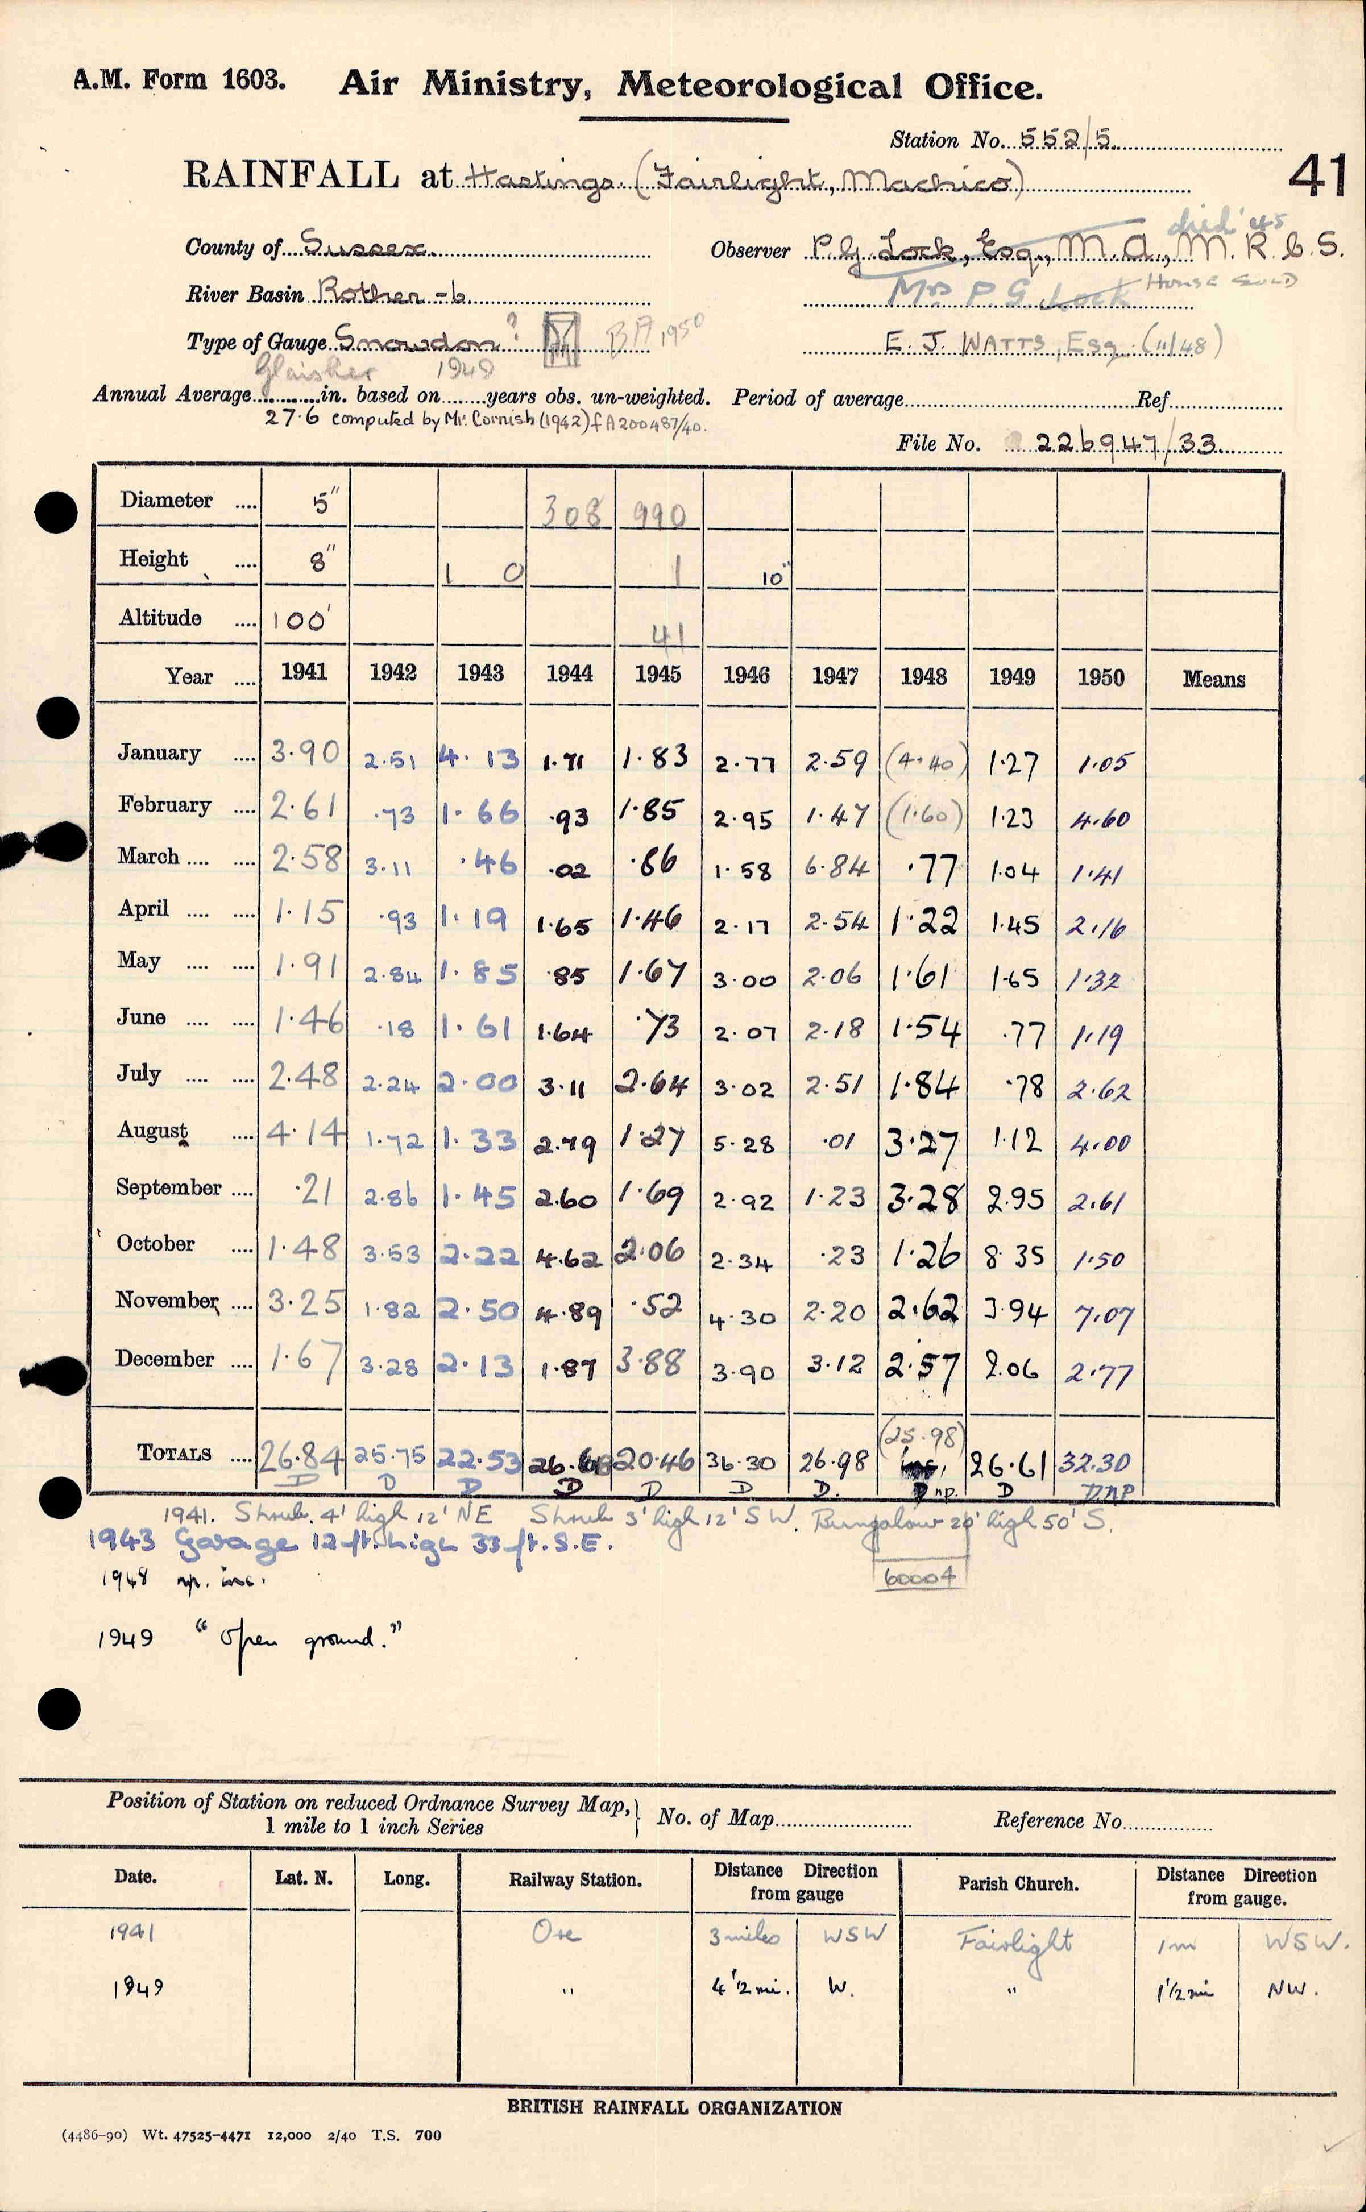 A.M. Form 1603. Air Ministry, Meteorological Office.
Station No. 552/5
RAINFALL at Hastings (Fairlight, Machico)
41
died '45
County of Sussex Observer P.G. Lock, Esq., M.A., M.R.C.S.
River Basin Rother -6 Mrs P G Lock House Sold
Type of Gauge Snowdon ? BA 1950 E. J. WATTS, Esq. (11/48)
Glaisher 1948
Annual Average in. based on years obs. un-weighted. Period of average Ref
27.6 computed by Mr. Cornish (1942) f A200487/40.
File No. 226947/33
Diameter .... 5" 308 990
Height .... 8" 1 0 1 10"
Altitude .... 100' 41
Year .... 1941 1942 1943 1944 1945 1946 1947 1948 1949 1950 Means
January .... 3.90 2.51 4.13 1.71 1.83 2.77 2.59 (4.40) 1.27 1.05
February .... 2.61 .73 1.66 .93 1.85 2.95 1.47 (1.60) 1.23 4.60
March .... .... 2.58 3.11 .46 .02 .86 1.58 6.84 .77 1.04 1.41
April .... .... 1.15 .93 1.19 1.65 1.46 2.17 2.54 1.22 1.45 2.16
May .... .... 1.91 2.84 1.85 .85 1.67 3.00 2.06 1.61 1.65 1.32
June .... .... 1.46 .18 1.61 1.64 .73 2.07 2.18 1.54 .77 1.19
July .... .... 2.48 2.24 2.00 3.11 2.64 3.02 2.51 1.84 .78 2.62
August .... 4.14 1.72 1.33 2.79 1.27 5.28 .01 3.27 1.12 4.00
September .... .21 2.86 1.45 2.60 1.69 2.92 1.23 3.28 2.95 2.61
October .... 1.48 3.53 2.22 4.62 2.06 2.34 .23 1.26 8.35 1.50
November .... 3.25 1.82 2.50 4.89 .52 4.30 2.20 2.62 3.94 7.07
December .... 1.67 3.28 2.13 1.87 3.88 3.90 3.12 2.57 2.06 2.77
(25.98)
TOTALS .... 26.84 25.75 22.53 26.68 20.46 36.30 26.98 inc. 26.61 32.30
D D D D D D D. D np. D DNP
1941. Shrub. 4' high 12' NE Shrub 3' high 12' SW. Bungalow 20' high 50' S.
1943 Garage 12 ft. high 33 ft. S.E.
1948 np. inc. 60004
1949 "Open ground."
Position of Station on reduced Ordnance Survey Map, 1 mile to 1 inch Series No. of Map Reference No.
Date. Lat. N. Long. Railway Station. Distance Direction from gauge Parish Church. Distance Direction from gauge.
1941 Ore 3 miles WSW Fairlight 1 mi WSW.
1949 " 4 1/2 mi. W. " 1 1/2 mi NW.
BRITISH RAINFALL ORGANIZATION
(4486-90) Wt. 47525-4471 12,000 2/40 T.S. 700